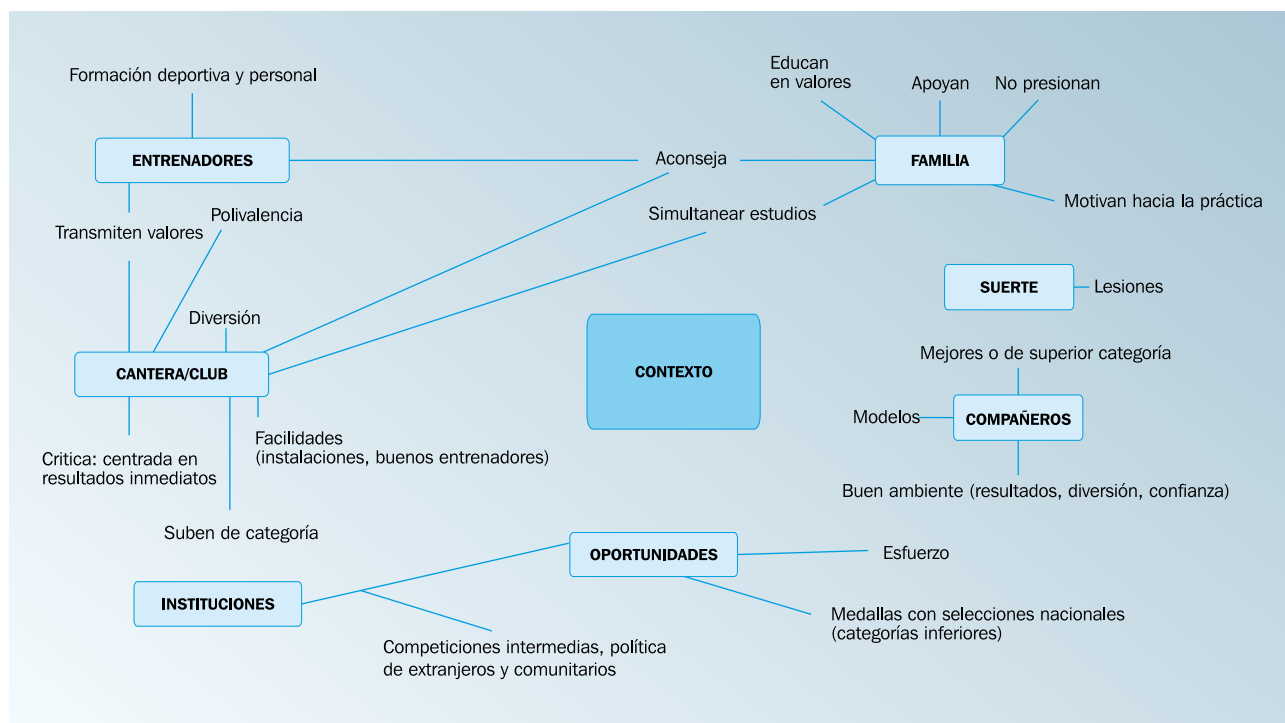 Formación deportiva y personal
ENTRENADORES
Transmiten valores
Polivalencia
Diversión
CANTERA/CLUB
Critica: centrada en
resultados inmediatos
Facilidades
(instalaciones, buenos entrenadores)
Suben de categoría
Aconseja
Simultanear estudios
Educan
en valores
Apoyan
No presionan
FAMILIA
Motivan hacia la práctica
SUERTE
Lesiones
CONTEXTO
Mejores o de superior categoría
Modelos
COMPAÑEROS
Buen ambiente (resultados, diversión, confianza)
OPORTUNIDADES
Esfuerzo
Medallas con selecciones nacionales
(categorías inferiores)
INSTITUCIONES
Competiciones intermedias, política
de extranjeros y comunitarios